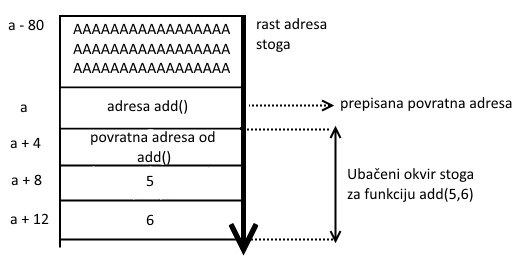 a - 80
AAAAAAAAAAAAAAAAA
AAAAAAAAAAAAAAAAA
AAAAAAAAAAAAAAAAA
rast adresa
stoga
a
adresa add()
prepisana povratna adresa
a + 4
povratna adresa od
add()
a + 8
5
Ubačeni okvir stoga
za funkciju add(5,6)
a + 12
6